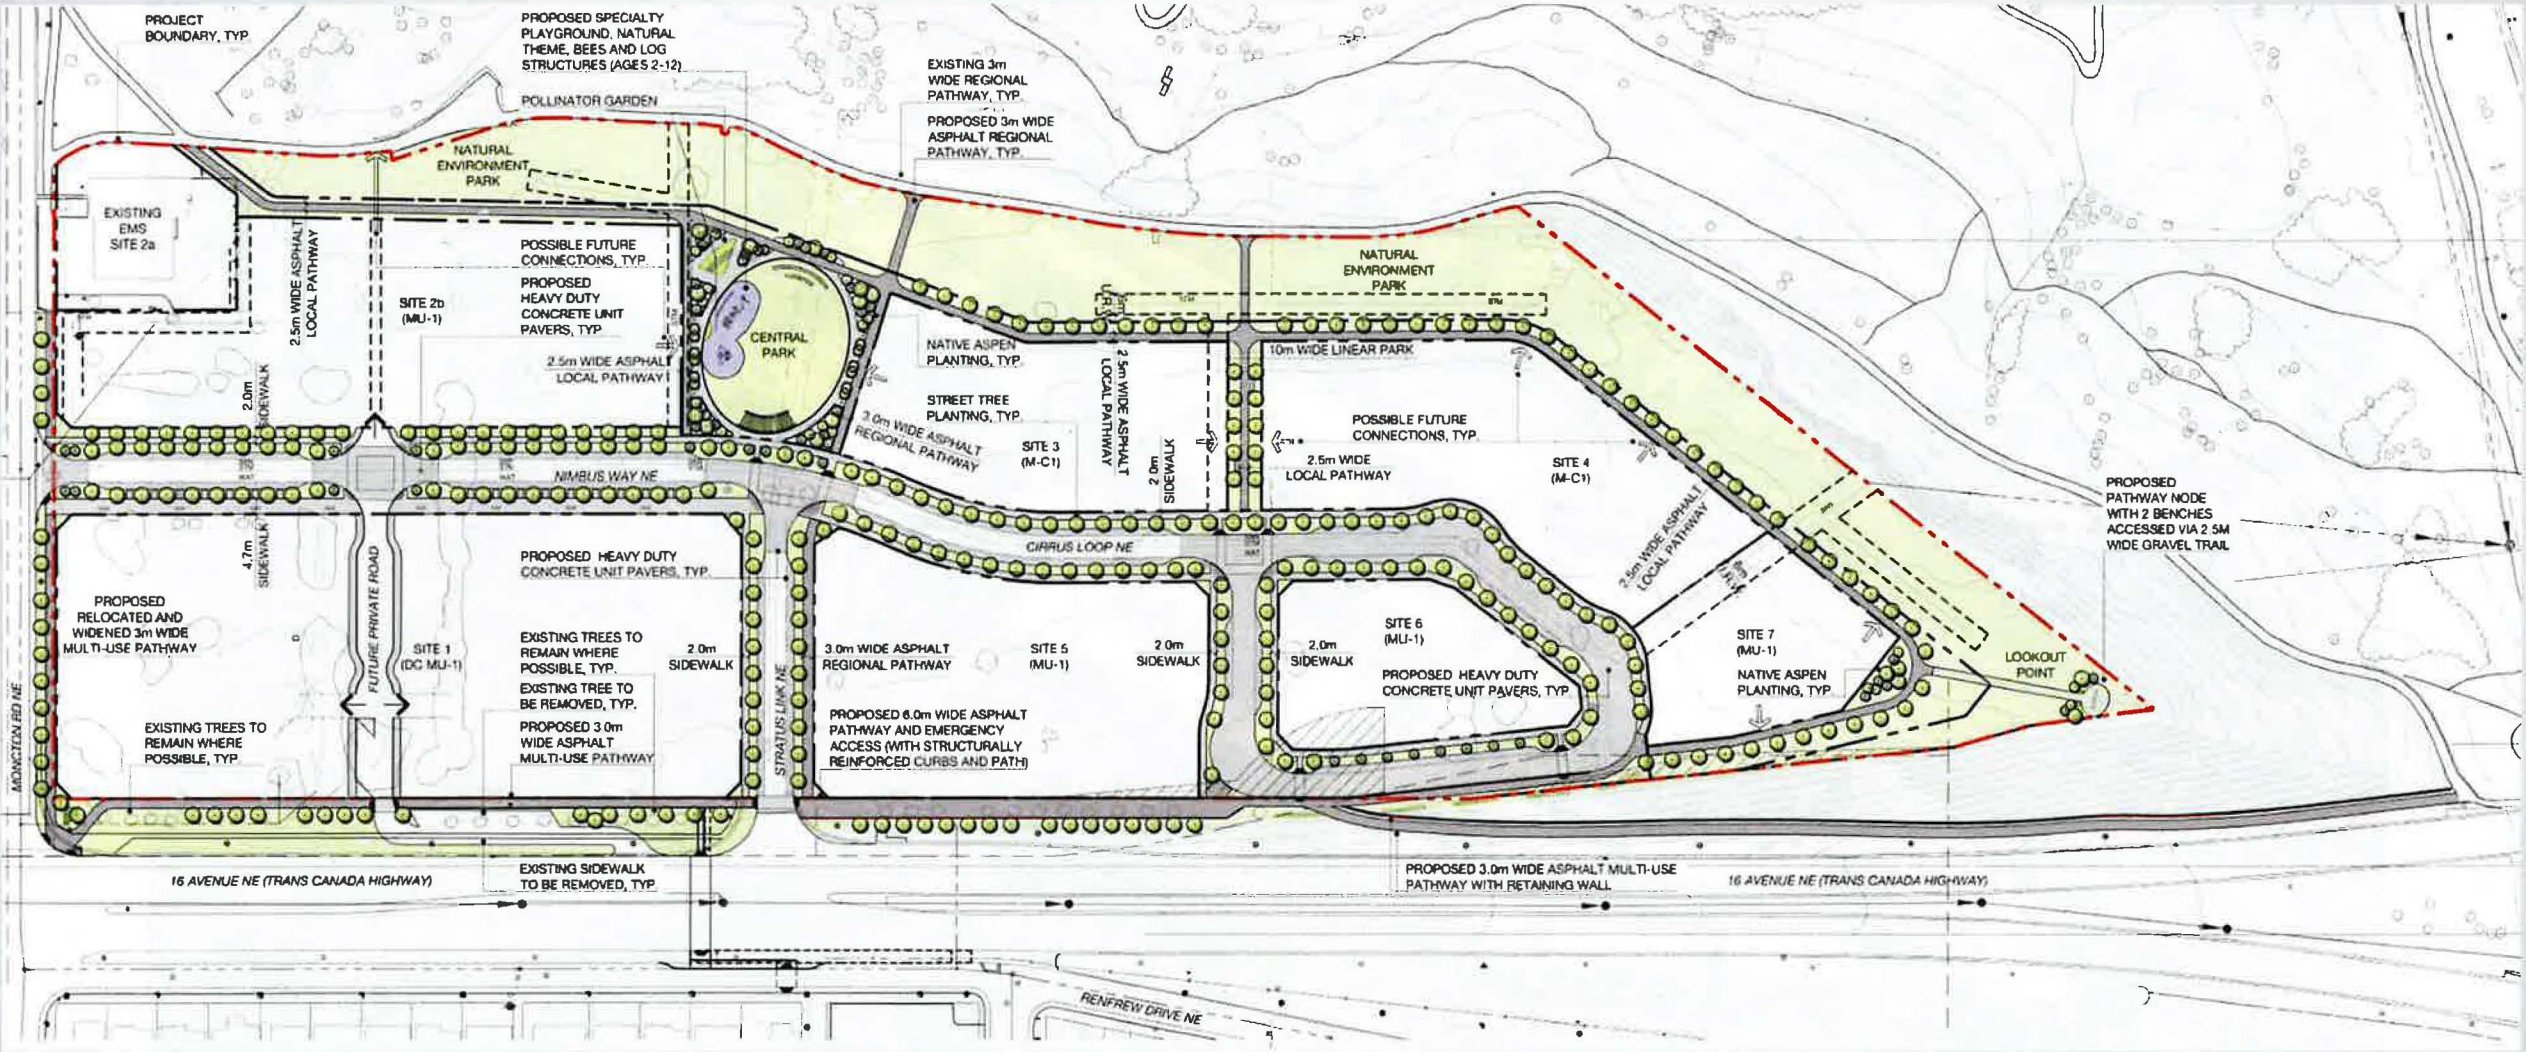 PROJECT
BOUNDARY, TYP
PROPOSED SPECIALTY
PLAYGROUND, NATURAL
THEME, BEES AND LOG
STRUCTURES (AGES 2-12)
POLLINATOR GARDEN
EXISTING 3m
WIDE REGIONAL
PATHWAY, TYP.
PROPOSED 3m WIDE
ASPHALT REGIONAL
PATHWAY, TYP.
NATURAL
ENVIRONMENT
PARK
EXISTING
EMS
SITE 2a
2.5m WIDE ASPHALT
LOCAL PATHWAY
SITE 2b
(MU-1)
POSSIBLE FUTURE
CONNECTIONS, TYP.
PROPOSED
HEAVY DUTY
CONCRETE UNIT
PAVERS, TYP
2.5m WIDE ASPHALT
LOCAL PATHWAY
CENTRAL
PARK
NATURAL
ENVIRONMENT
PARK
NATIVE ASPEN
PLANTING, TYP.
10m WIDE LINEAR PARK
STREET TREE
PLANTING, TYP.
3.0m WIDE ASPHALT
REGIONAL PATHWAY
SITE 3
(M-C1)
2.5m WIDE ASPHALT
LOCAL PATHWAY
2.0m
SIDEWALK
POSSIBLE FUTURE
CONNECTIONS, TYP.
2.5m WIDE
LOCAL PATHWAY
SITE 4
(M-C1)
2.5m WIDE ASPHALT
LOCAL PATHWAY
PROPOSED
PATHWAY NODE
WITH 2 BENCHES
ACCESSED VIA 2.5M
WIDE GRAVEL TRAIL
2.0m
SIDEWALK
NIMBUS WAY NE
4.7m
SIDEWALK
CIRRUS LOOP NE
PROPOSED HEAVY DUTY
CONCRETE UNIT PAVERS, TYP.
PROPOSED
RELOCATED AND
WIDENED 3m WIDE
MULTI-USE PATHWAY
FUTURE PRIVATE ROAD
SITE 1
(DC MU-1)
EXISTING TREES TO
REMAIN WHERE
POSSIBLE, TYP.
EXISTING TREE TO
BE REMOVED, TYP.
PROPOSED 3.0m
WIDE ASPHALT
MULTI-USE PATHWAY
2.0m
SIDEWALK
STRATUS LINK NE
3.0m WIDE ASPHALT
REGIONAL PATHWAY
SITE 5
(MU-1)
2.0m
SIDEWALK
2.0m
SIDEWALK
SITE 6
(MU-1)
PROPOSED HEAVY DUTY
CONCRETE UNIT PAVERS, TYP
SITE 7
(MU-1)
NATIVE ASPEN
PLANTING, TYP
LOOKOUT
POINT
PROPOSED 6.0m WIDE ASPHALT
PATHWAY AND EMERGENCY
ACCESS (WITH STRUCTURALLY
REINFORCED CURBS AND PATH)
EXISTING TREES TO
REMAIN WHERE
POSSIBLE, TYP
MONCTON RD NE
16 AVENUE NE (TRANS CANADA HIGHWAY)
EXISTING SIDEWALK
TO BE REMOVED, TYP
PROPOSED 3.0m WIDE ASPHALT MULTI-USE
PATHWAY WITH RETAINING WALL
16 AVENUE NE (TRANS CANADA HIGHWAY)
RENFREW DRIVE NE